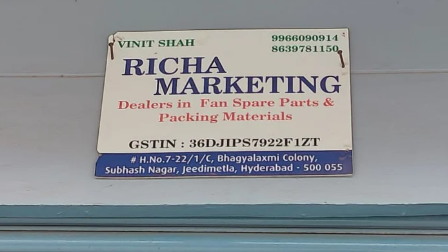 VINIT SHAH
9966090914
8639781150
RICHA
MARKETING
Dealers in Fan Spare Parts &
Packing Materials
GSTIN : 36DJIPS7922F1ZT
# H.No.7-22/1/C, Bhagyalaxmi Colony,
Subhash Nagar, Jeedimetla, Hyderabad - 500 055